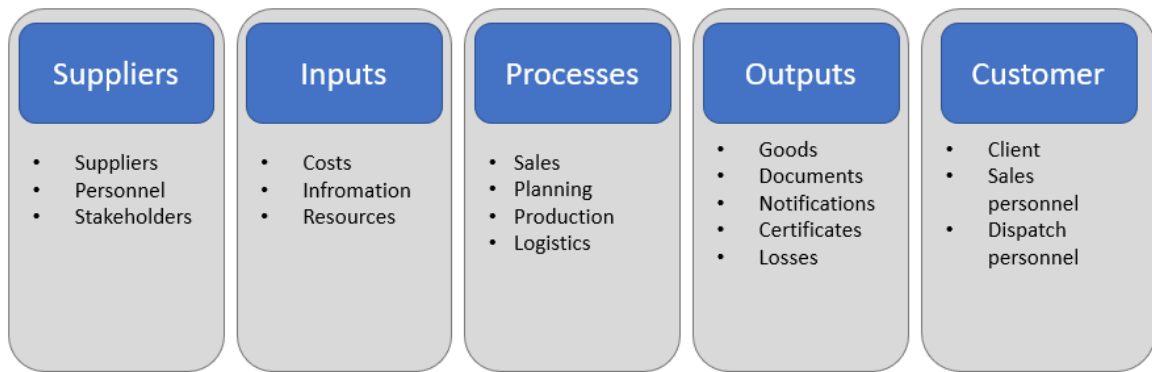 Suppliers
• Suppliers
• Personnel
• Stakeholders
Inputs
• Costs
• Infromation
• Resources
Processes
• Sales
• Planning
• Production
• Logistics
Outputs
• Goods
• Documents
• Notifications
• Certificates
• Losses
Customer
• Client
• Sales
personnel
• Dispatch
personnel